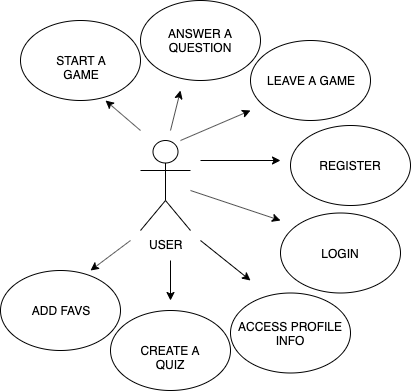 START A
GAME
ANSWER A
QUESTION
LEAVE A GAME
REGISTER
LOGIN
USER
ACCESS PROFILE
INFO
CREATE A
QUIZ
ADD FAVS